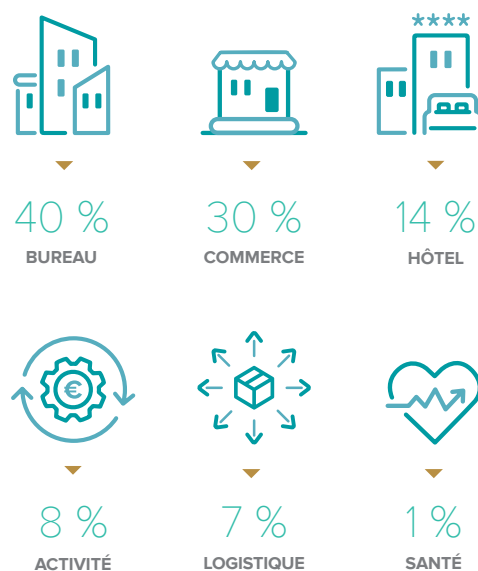 ****
40 %
30 %
14 %
BUREAU
COMMERCE
HÔTEL
€
8 %
7 %
1 %
ACTIVITÉ
LOGISTIQUE
SANTÉ